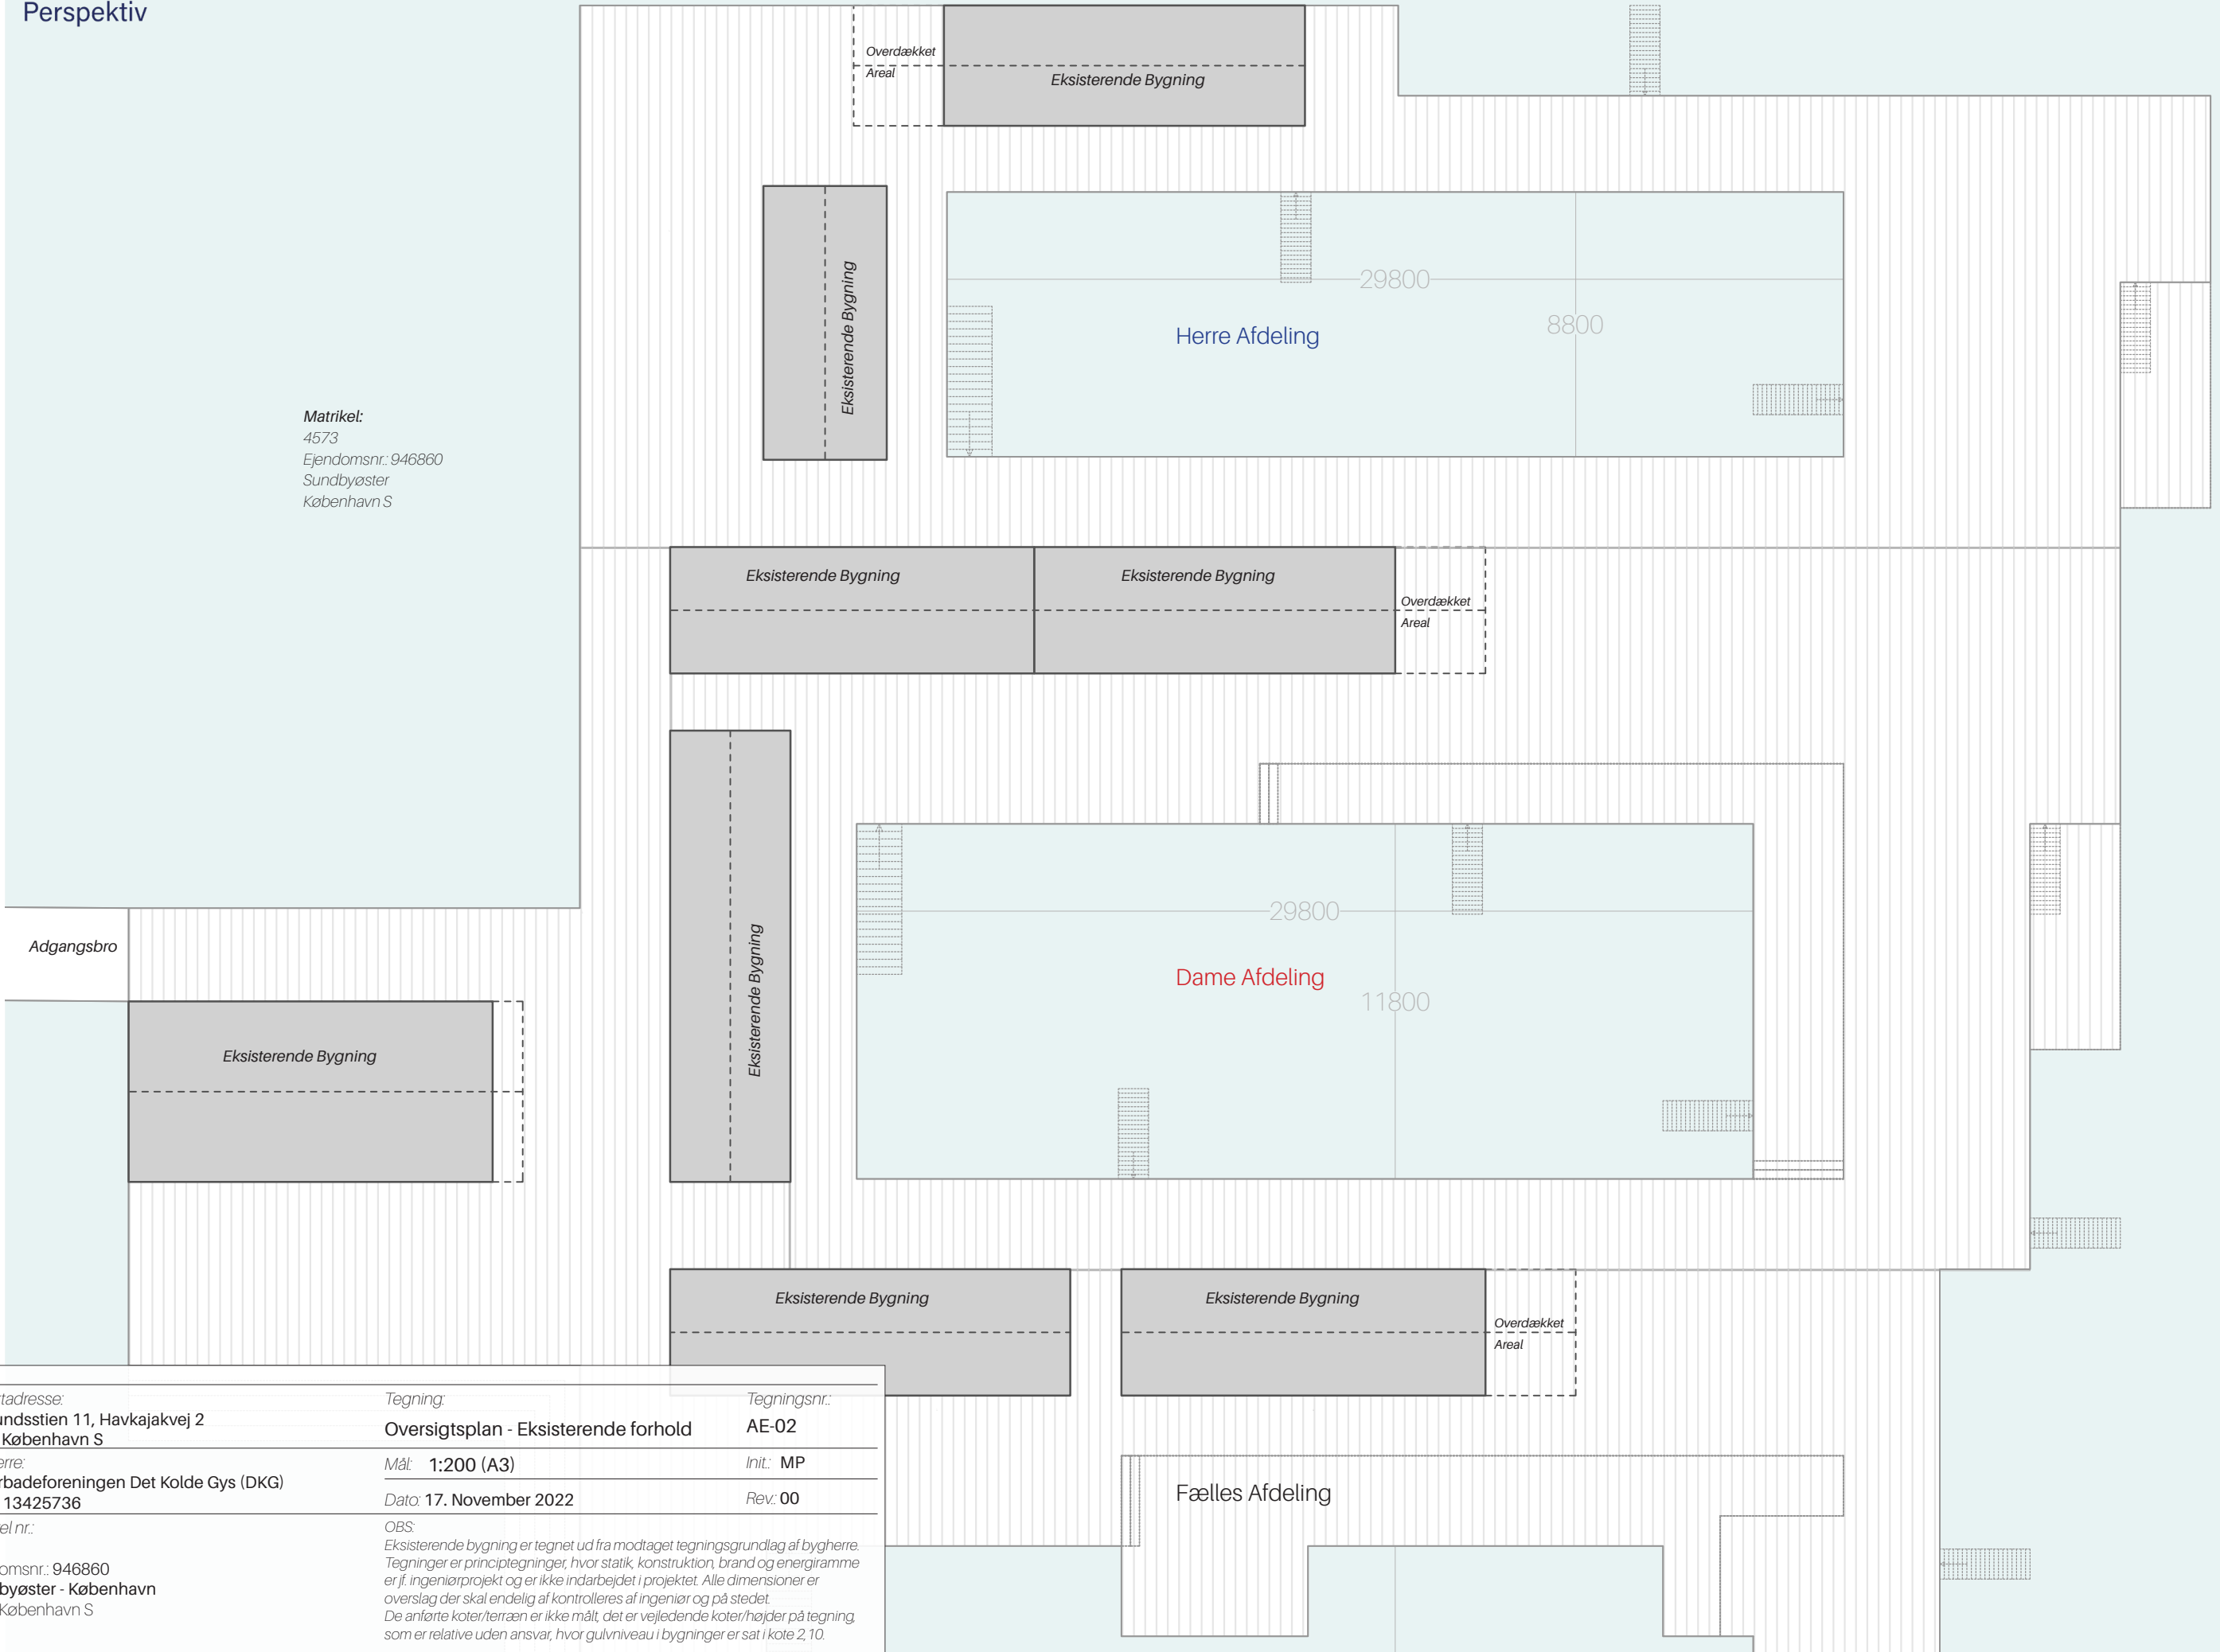 Perspektiv
Overdækket
Areal
Eksisterende Bygning
Eksisterende Bygning
29800
8800
Herre Afdeling
Matrikel:
4573
Ejendomsnr.: 946860
Sundbyøster
København S
Eksisterende Bygning
Eksisterende Bygning
Overdækket
Areal
Eksisterende Bygning
29800
Dame Afdeling
11800
Adgangsbro
Eksisterende Bygning
Eksisterende Bygning
Eksisterende Bygning
Overdækket
Areal
Fælles Afdeling
tadresse:
undsstien 11, Havkajakvej 2
København S
erre:
rbadeforeningen Det Kolde Gys (DKG)
13425736
el nr.:
omsnr.: 946860
byøster - København
København S
Tegning:
Oversigtsplan - Eksisterende forhold
Tegningsnr.:
AE-02
Mål: 1:200 (A3)
Init.: MP
Dato: 17. November 2022
Rev.: 00
OBS:
Eksisterende bygning er tegnet ud fra modtaget tegningsgrundlag af bygherre.
Tegninger er principtegninger, hvor statik, konstruktion, brand og energiramme
er jf. ingeniørprojekt og er ikke indarbejdet i projektet. Alle dimensioner er
overslag der skal endelig af kontrolleres af ingeniør og på stedet.
De anførte koter/terræn er ikke målt, det er vejledende koter/højder på tegning,
som er relative uden ansvar, hvor gulvniveau i bygninger er sat i kote 2,10.